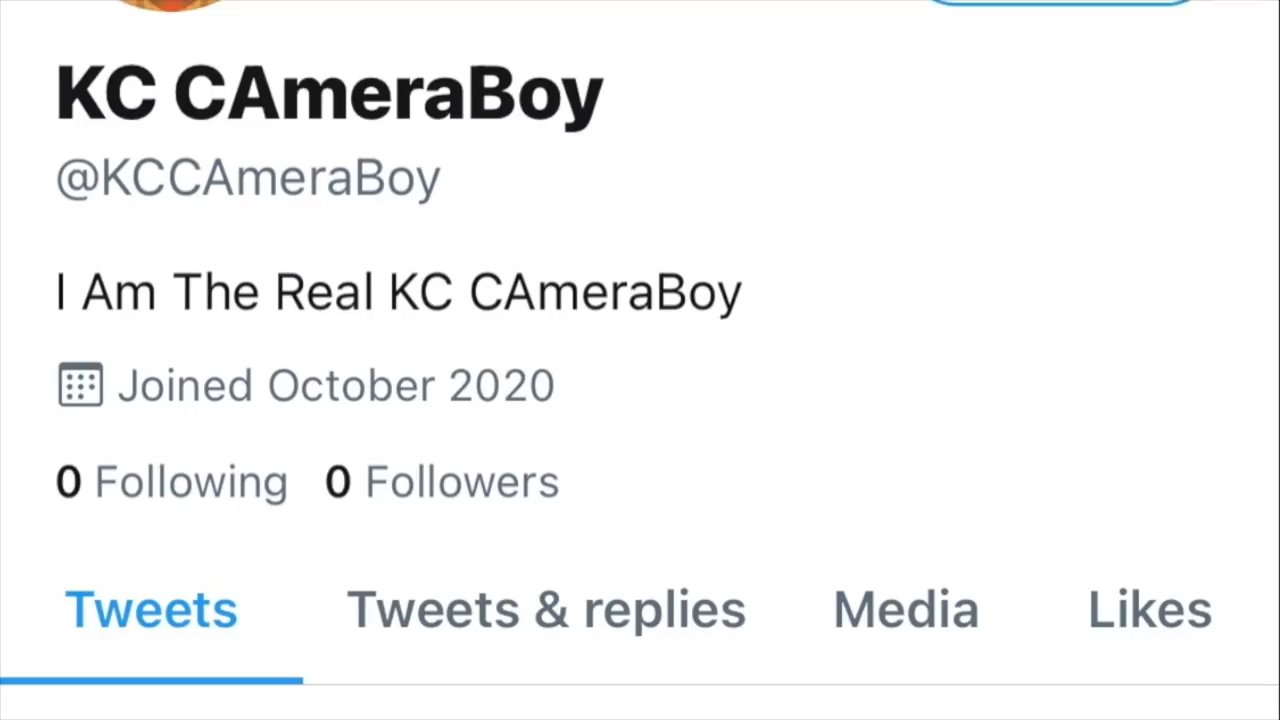 KC CAmeraBoy
@KCCAmeraBoy
I Am The Real KC CAmeraBoy
Joined October 2020
0 Following 0 Followers
Tweets Tweets & replies Media Likes